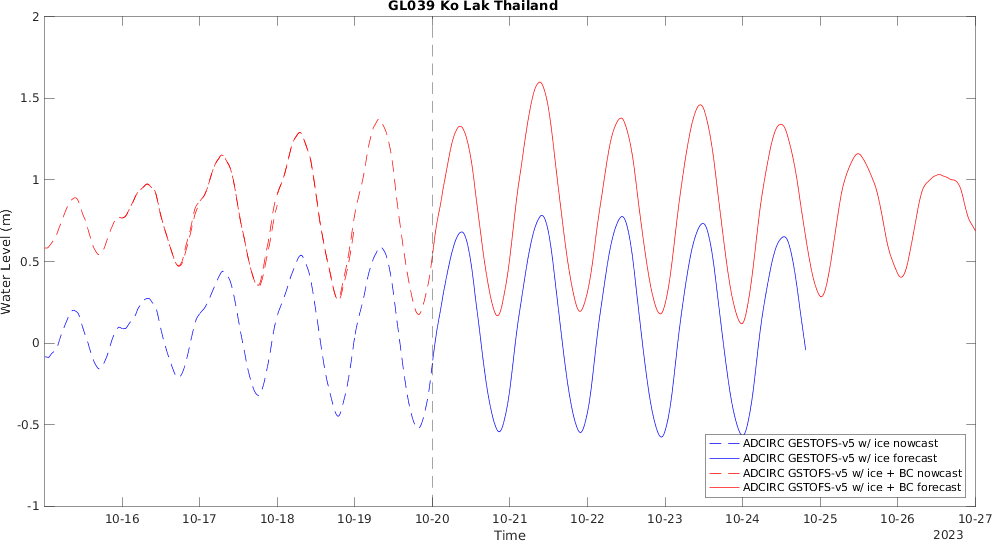 GL039 Ko Lak Thailand
Water Level (m)
2
1.5
1
0.5
0
-0.5
-1
10-16
10-17
10-18
10-19
10-20
10-21
10-22
10-23
10-24
10-25
10-26
10-27
Time
2023
ADCIRC GESTOFS-v5 w/ ice nowcast
ADCIRC GESTOFS-v5 w/ ice forecast
ADCIRC GSTOFS-v5 w/ ice + BC nowcast
ADCIRC GSTOFS-v5 w/ ice + BC forecast